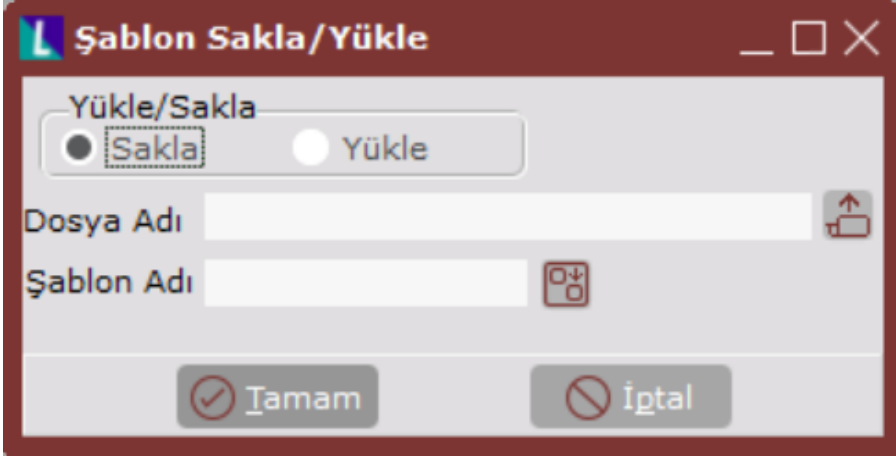 L Şablon Sakla/Yükle
Yükle/Sakla
Sakla Yükle
Dosya Adı
Şablon Adı
Tamam İptal